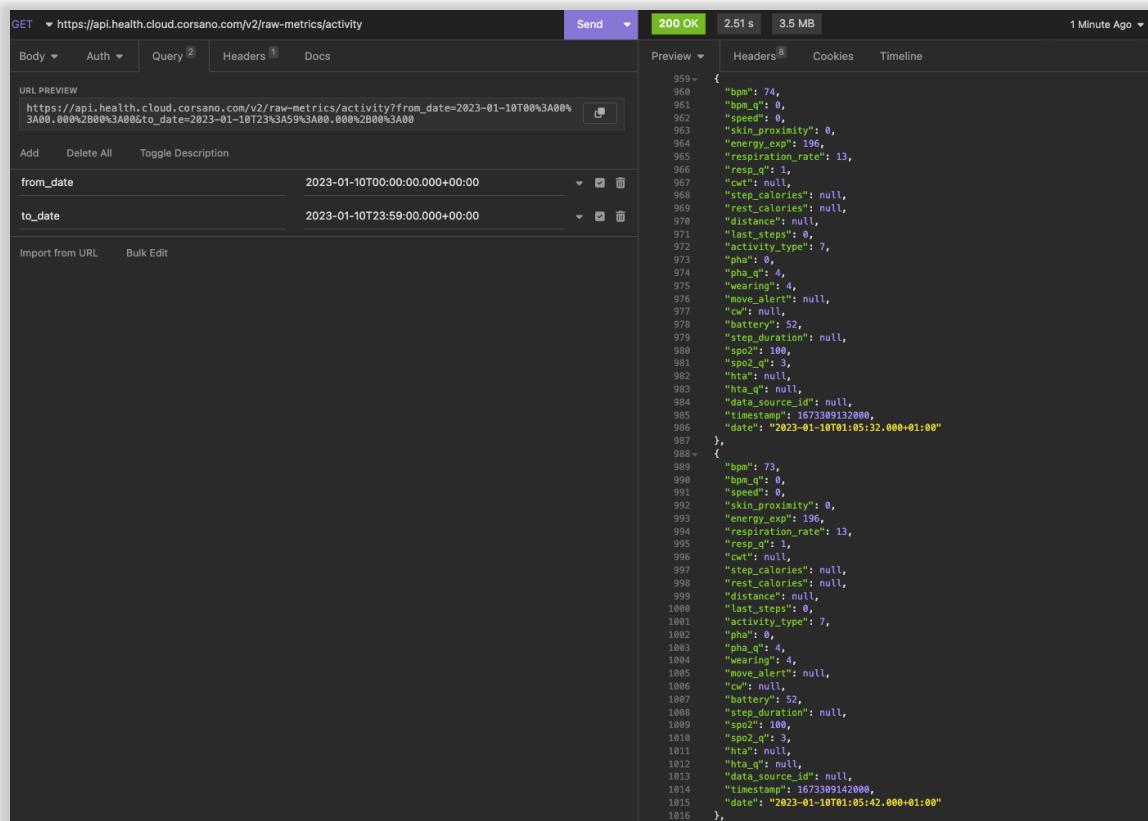 GET https://api.health.cloud.corsano.com/v2/raw-metrics/activity Send
Body Auth Query 2 Headers 1 Docs
URL PREVIEW
https://api.health.cloud.corsano.com/v2/raw-metrics/activity?from_date=2023-01-10T00%3A00%
3A00.000%2B00%3A00&to_date=2023-01-10T23%3A59%3A00.000%2B00%3A00
Add Delete All Toggle Description
from_date 2023-01-10T00:00:00.000+00:00
to_date 2023-01-10T23:59:00.000+00:00
Import from URL Bulk Edit
200 OK 2.51 s 3.5 MB 1 Minute Ago
Preview Headers 8 Cookies Timeline
959 {
960 "bpm": 74,
961 "bpm_q": 0,
962 "speed": 0,
963 "skin_proximity": 0,
964 "energy_exp": 196,
965 "respiration_rate": 13,
966 "resp_q": 1,
967 "cwt": null,
968 "step_calories": null,
969 "rest_calories": null,
970 "distance": null,
971 "last_steps": 0,
972 "activity_type": 7,
973 "pha": 0,
974 "pha_q": 4,
975 "wearing": 4,
976 "move_alert": null,
977 "cw": null,
978 "battery": 52,
979 "step_duration": null,
980 "spo2": 100,
981 "spo2_q": 3,
982 "hta": null,
983 "hta_q": null,
984 "data_source_id": null,
985 "timestamp": 1673309132000,
986 "date": "2023-01-10T01:05:32.000+01:00"
987 },
988 {
989 "bpm": 73,
990 "bpm_q": 0,
991 "speed": 0,
992 "skin_proximity": 0,
993 "energy_exp": 196,
994 "respiration_rate": 13,
995 "resp_q": 1,
996 "cwt": null,
997 "step_calories": null,
998 "rest_calories": null,
999 "distance": null,
1000 "last_steps": 0,
1001 "activity_type": 7,
1002 "pha": 0,
1003 "pha_q": 4,
1004 "wearing": 4,
1005 "move_alert": null,
1006 "cw": null,
1007 "battery": 52,
1008 "step_duration": null,
1009 "spo2": 100,
1010 "spo2_q": 3,
1011 "hta": null,
1012 "hta_q": null,
1013 "data_source_id": null,
1014 "timestamp": 1673309142000,
1015 "date": "2023-01-10T01:05:42.000+01:00"
1016 },